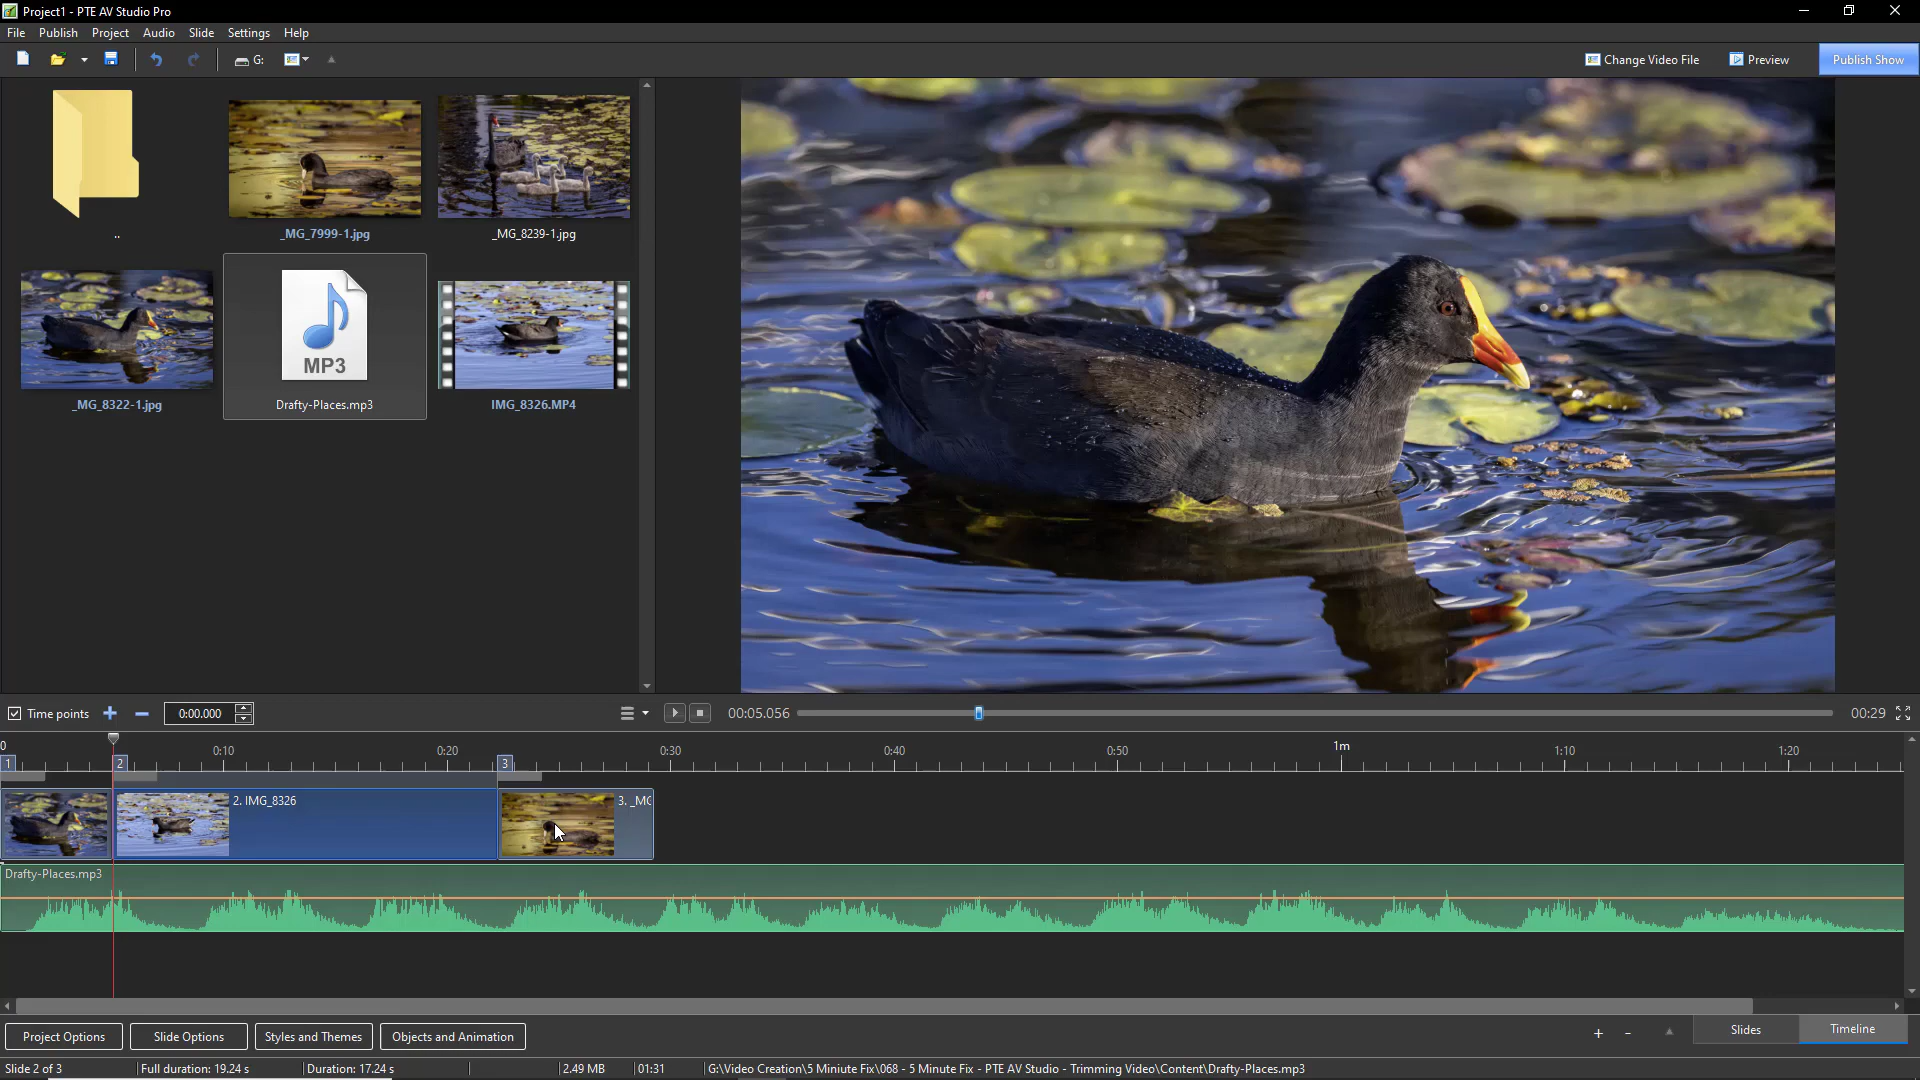 Project1 - PTE AV Studio Pro
File Publish Project Audio Slide Settings Help
G: Change Video File Preview Publish Show
.. _MG_7999-1.jpg _MG_8239-1.jpg
MP3
_MG_8322-1.jpg Drafty-Places.mp3 IMG_8326.MP4
Time points 0:00.000 00:05.056 00:29
0 0:10 0:20 0:30 0:40 0:50 1m 1:10 1:20
1 2 3
2. IMG_8326 3. _MG
Drafty-Places.mp3
Project Options Slide Options Styles and Themes Objects and Animation + - Slides Timeline
Slide 2 of 3 Full duration: 19.24 s Duration: 17.24 s 2.49 MB 01:31 G:\Video Creation\5 Miniute Fix\068 - 5 Minute Fix - PTE AV Studio - Trimming Video\Content\Drafty-Places.mp3